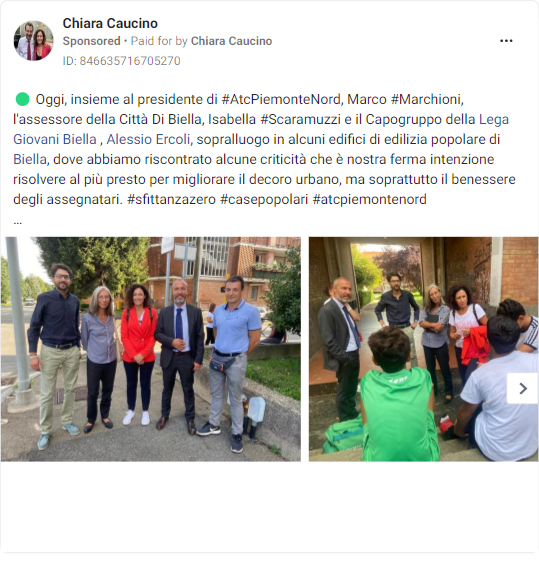 Chiara Caucino
Sponsored • Paid for by Chiara Caucino
ID: 846635716705270
Oggi, insieme al presidente di #AtcPiemonteNord, Marco #Marchioni,
l'assessore della Città Di Biella, Isabella #Scaramuzzi e il Capogruppo della Lega
Giovani Biella , Alessio Ercoli, sopralluogo in alcuni edifici di edilizia popolare di
Biella, dove abbiamo riscontrato alcune criticità che è nostra ferma intenzione
risolvere al più presto per migliorare il decoro urbano, ma soprattutto il benessere
degli assegnatari. #sfittanzazero #casepopolari #atcpiemontenord
...